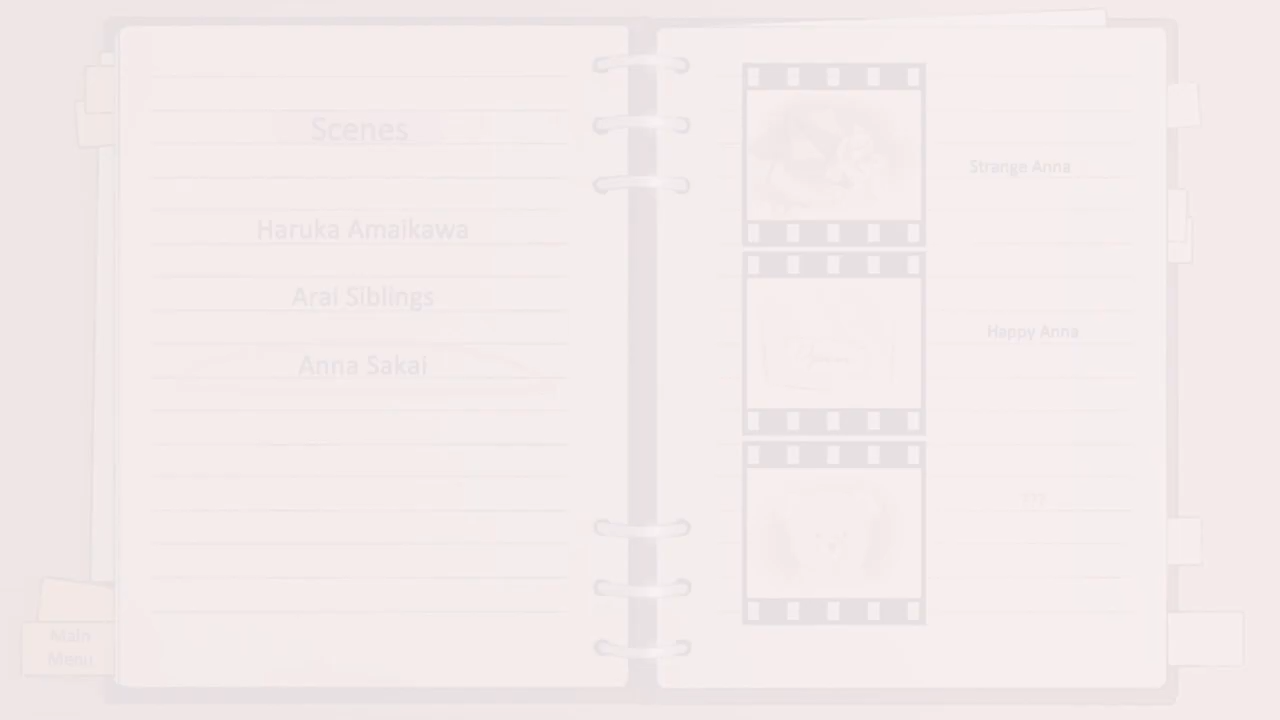 Scenes
Haruka Amaikawa
Arai Siblings
Anna Sakai
Main
Menu
Strange Anna
Happy Anna
???